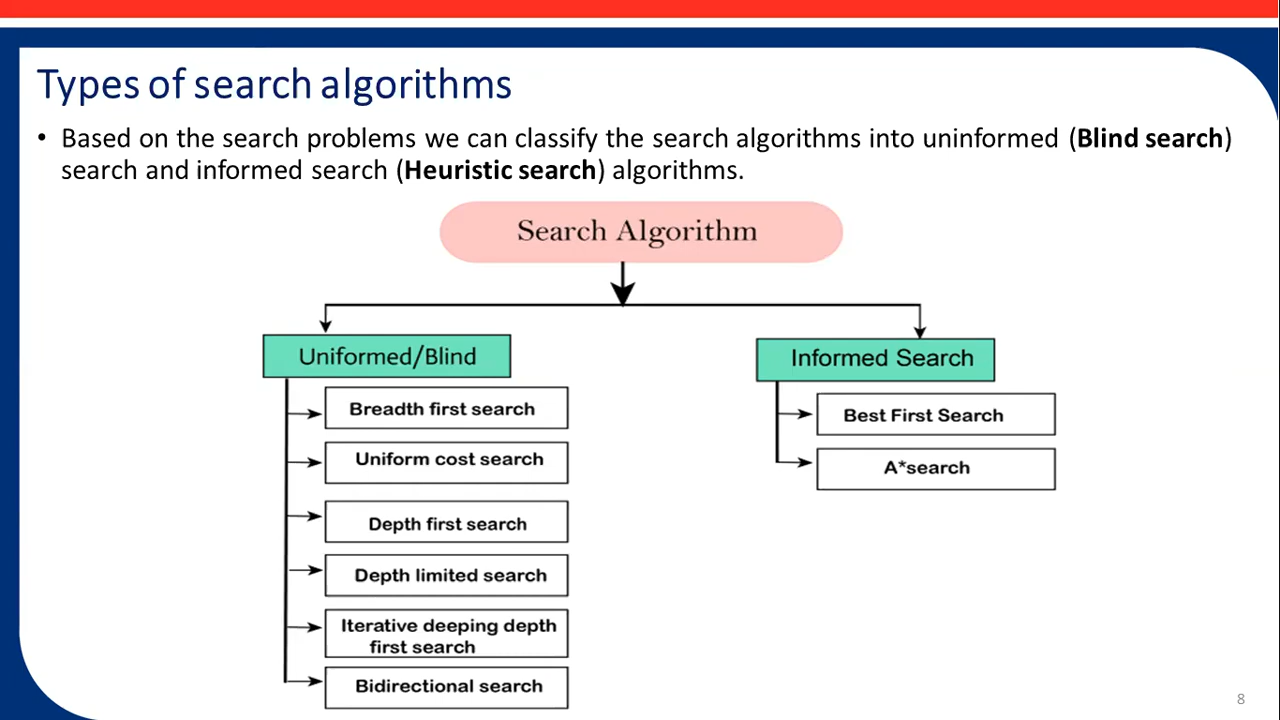 Types of search algorithms
• Based on the search problems we can classify the search algorithms into uninformed (Blind search)
search and informed search (Heuristic search) algorithms.
Search Algorithm
Uniformed/Blind
Breadth first search
Uniform cost search
Depth first search
Depth limited search
Iterative deeping depth
first search
Bidirectional search
Informed Search
Best First Search
A*search
8